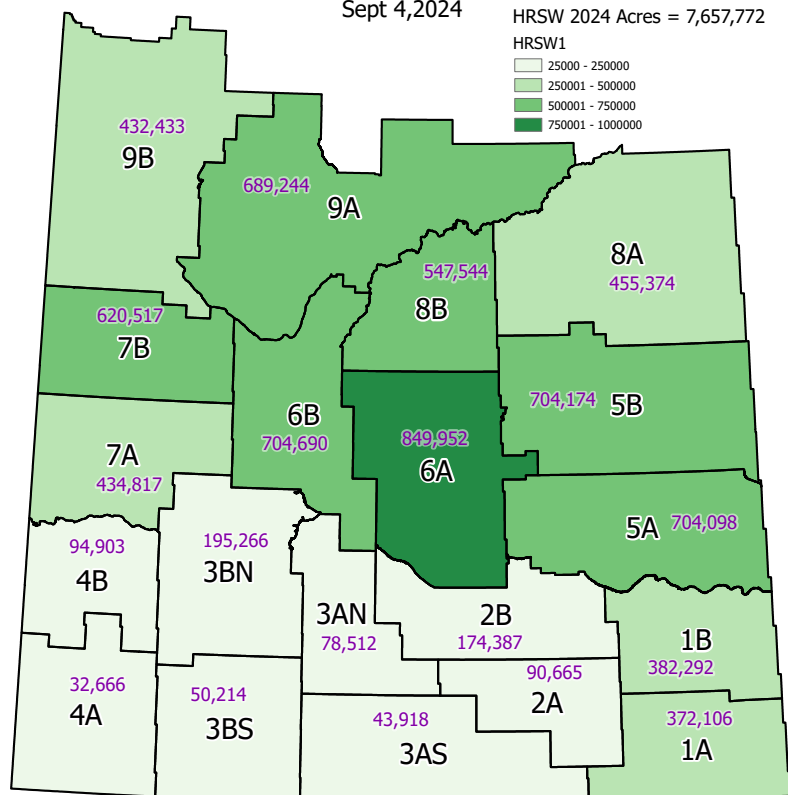 Sept 4,2024
HRSW 2024 Acres = 7,657,772
HRSW1
25000 - 250000
250001 - 500000
500001 - 750000
750001 - 1000000
432,433
9B
689,244
9A
8A
455,374
547,544
8B
620,517
7B
704,174
5B
6B
704,690
849,952
6A
7A
434,817
5A
704,098
94,903
4B
195,266
3BN
3AN
78,512
2B
174,387
1B
382,292
32,666
4A
50,214
3BS
43,918
3AS
90,665
2A
372,106
1A